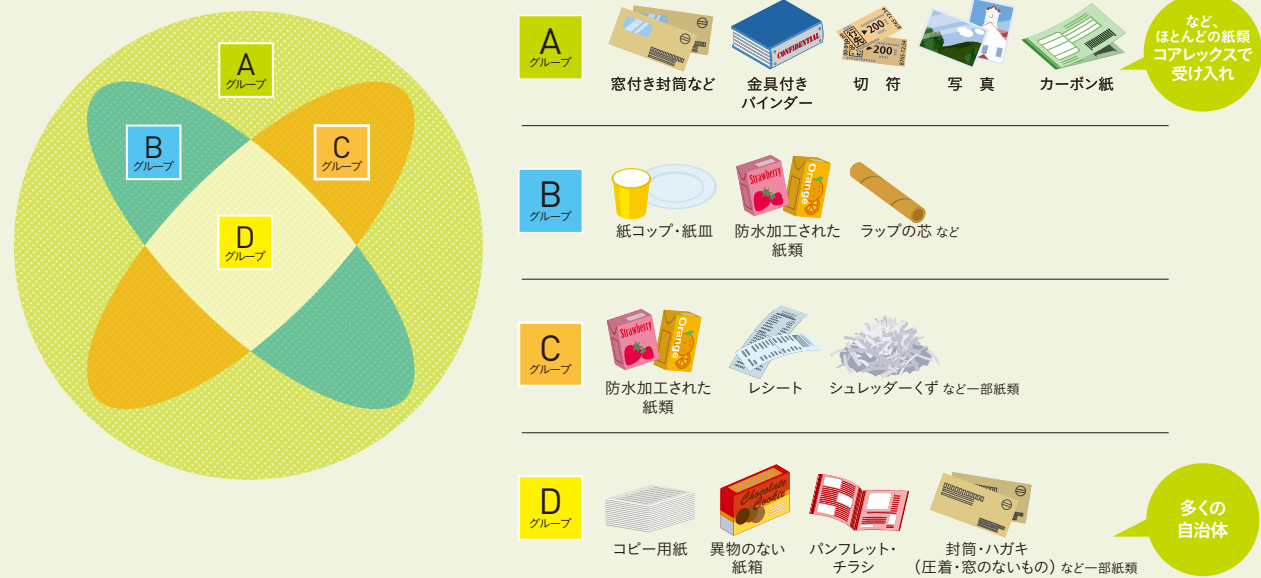 A
グループ
B
グループ
C
グループ
D
グループ
A
グループ
CONFIDENTIAL
200
200
窓付き封筒など
金具付き
バインダー
切 符
写 真
カーボン紙
など、
ほとんどの紙類
コアレックスで
受け入れ
B
グループ
Strawberry
Orange
紙コップ・紙皿
防水加工された
紙類
ラップの芯 など
C
グループ
Strawberry
Orange
防水加工された
紙類
レシート
シュレッダーくず など一部紙類
D
グループ
Chocolate
Cookie
コピー用紙
異物のない
紙箱
パンフレット・
チラシ
封筒・ハガキ
（圧着・窓のないもの） など一部紙類
多くの
自治体